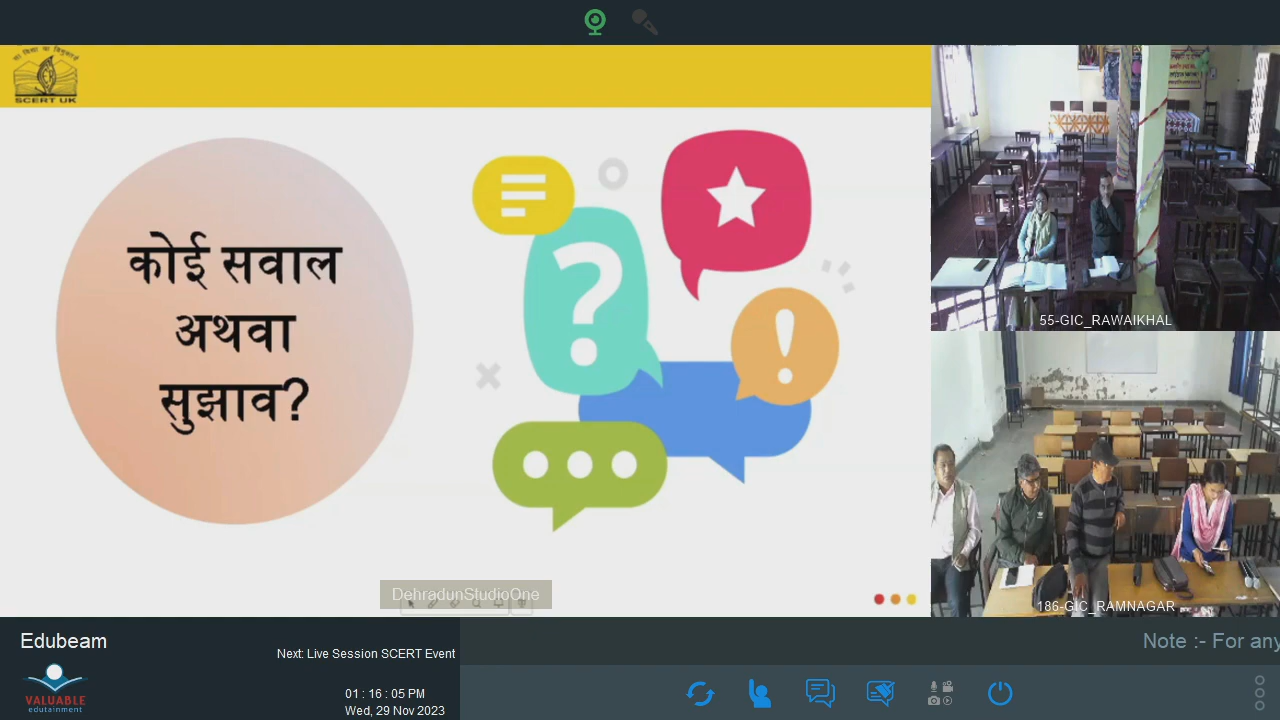 SCERT UK
कोई सवाल
अथवा
सुझाव?
DehradunStudioOne
55-GIC_RAWAIKHAL
186-GIC_RAMNAGAR
Edubeam
VALUABLE
edutainment
Next: Live Session SCERT Event
01 : 16 : 05 PM
Wed, 29 Nov 2023
Note :- For any